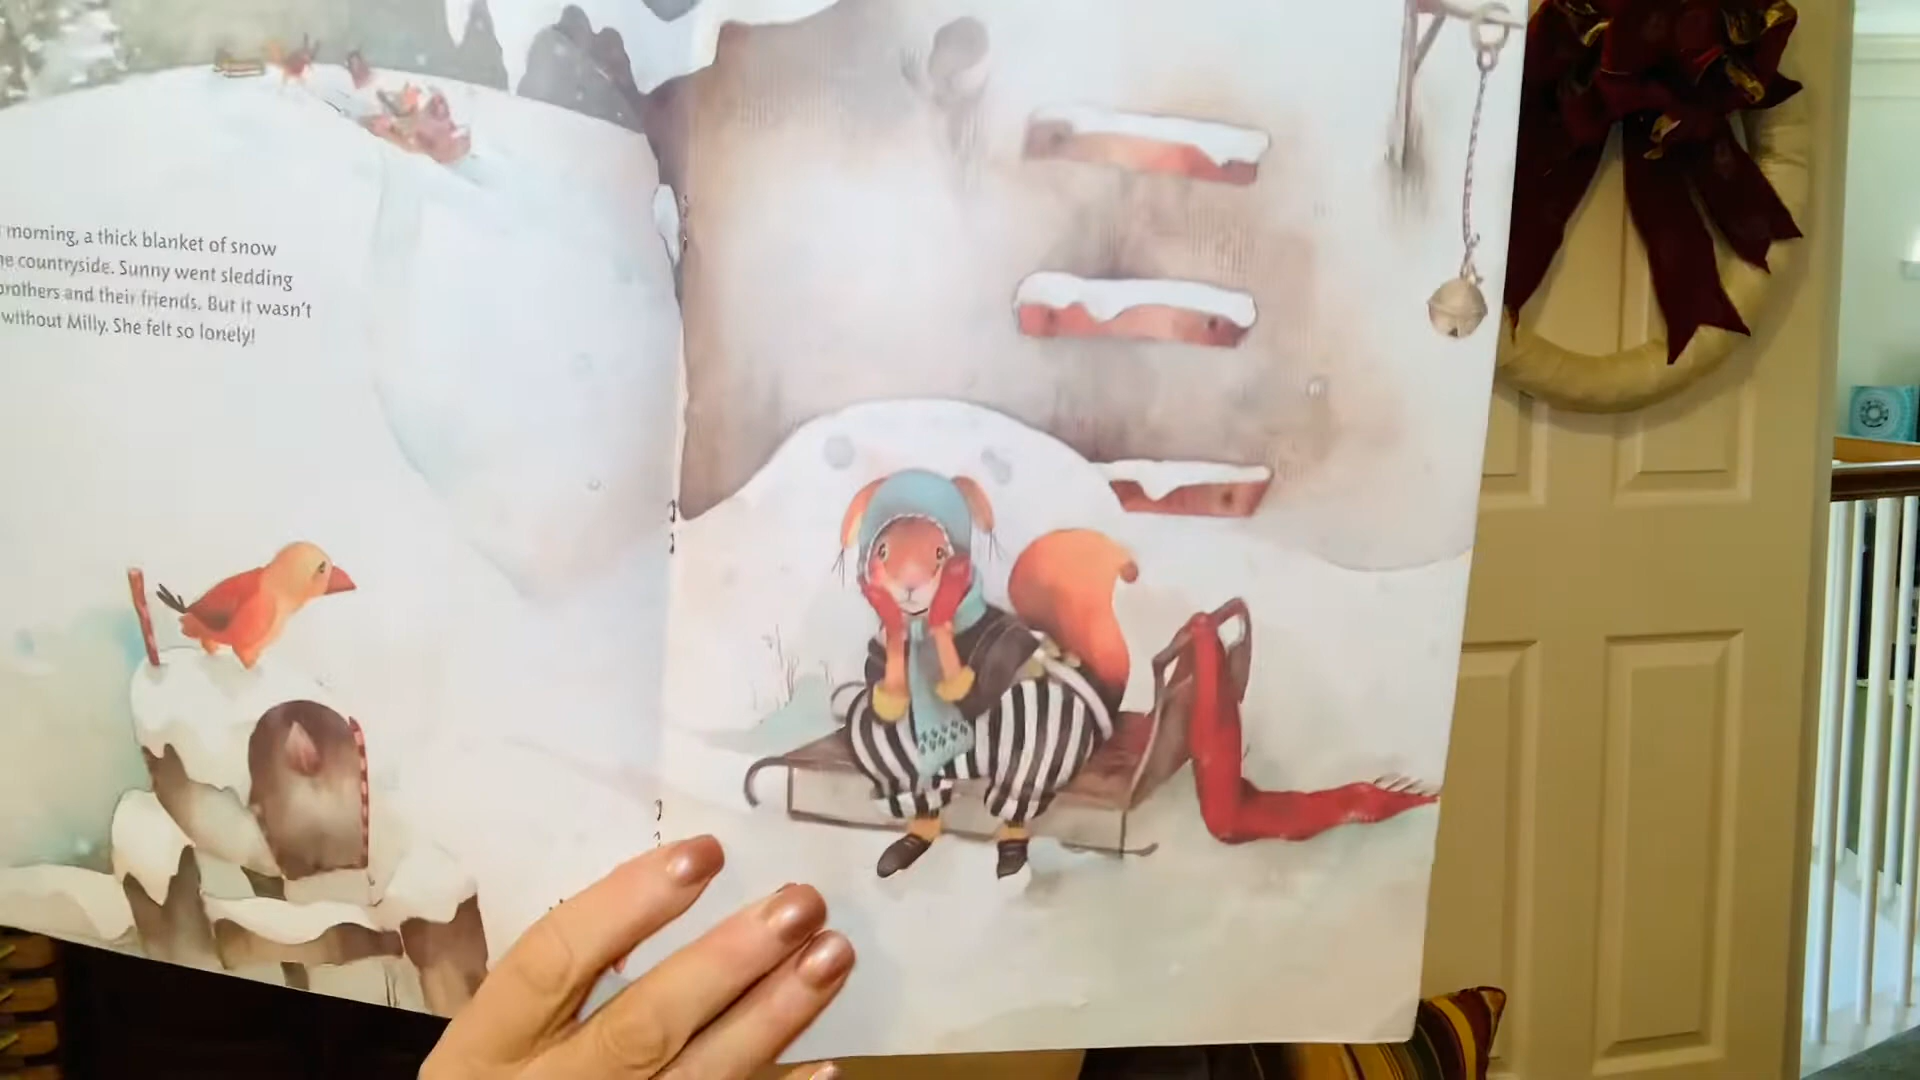 morning, a thick blanket of snow
countryside. Sunny went sledding
brothers and their friends. But it wasn't
without Milly. She felt so lonely!